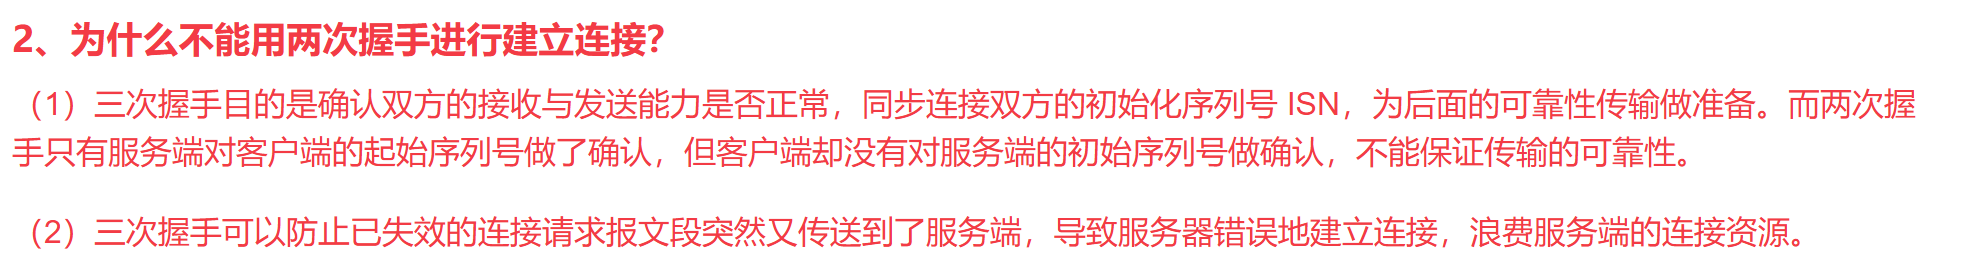 2、为什么不能用两次握手进行建立连接?
（1）三次握手目的是确认双方的接收与发送能力是否正常，同步连接双方的初始化序列号 ISN，为后面的可靠性传输做准备。而两次握
手只有服务端对客户端的起始序列号做了确认，但客户端却没有对服务端的初始序列号做确认，不能保证传输的可靠性。
（2）三次握手可以防止已失效的连接请求报文段突然又传送到了服务端，导致服务器错误地建立连接，浪费服务端的连接资源。